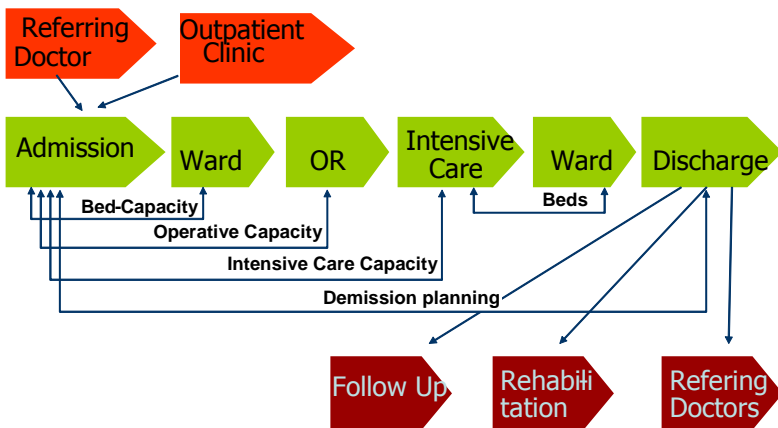 Referring
Doctor
Outpatient
Clinic
Admission
Ward
OR
Intensive
Care
Ward
Discharge
Bed-Capacity
Beds
Operative Capacity
Intensive Care Capacity
Demission planning
Follow Up
Rehabili-
tation
Refering
Doctors